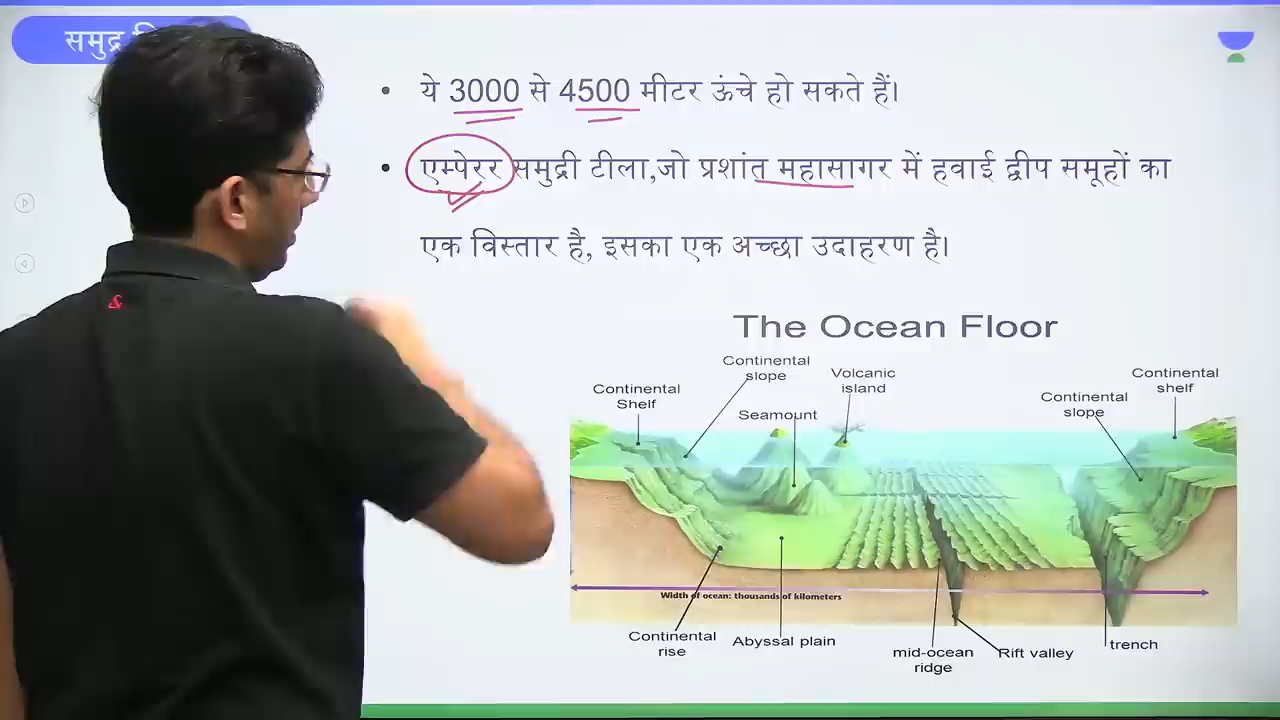 समुद्र
• ये 3000 से 4500 मीटर ऊंचे हो सकते हैं।
• एम्पेरर समुद्री टीला,जो प्रशांत महासागर में हवाई द्वीप समूहों का
एक विस्तार है, इसका एक अच्छा उदाहरण है।
The Ocean Floor
Continental
Shelf
Continental
slope
Seamount
Volcanic
island
Continental
slope
Continental
shelf
Width of ocean: thousands of kilometers
Continental
rise
Abyssal plain
mid-ocean
ridge
Rift valley
trench
&